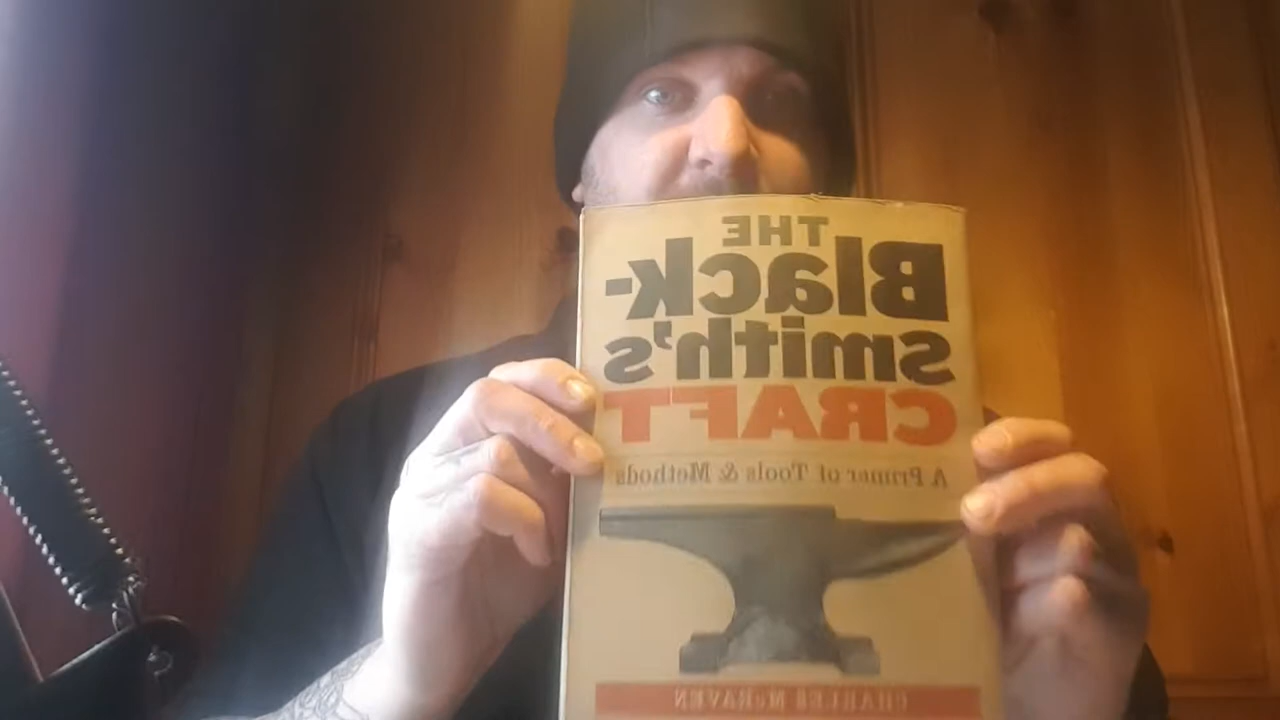 THE
Black-
smith's
CRAFT
A Primer of Tools & Methods
CHARLES McRAVEN